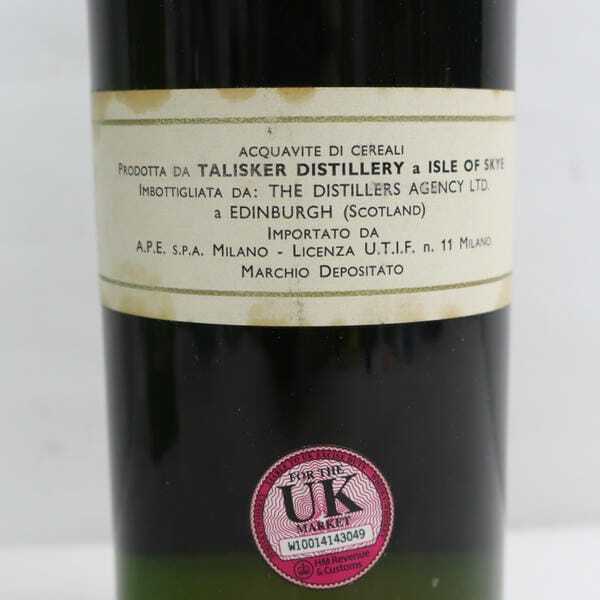 ACQUAVITE DI CEREALI
PRODOTTA DA TALISKER DISTILLERY a ISLE OF SKYE
IMBOTTIGLIATA DA: THE DISTILLERS AGENCY LTD.
a EDINBURGH (SCOTLAND)
IMPORTATO DA
A.P.E. S.P.A. MILANO - LICENZA U.T.I.F. n. 11 MILANO
MARCHIO DEPOSITATO
FOR THE
UK
MARKET
W10014143049
HM Revenue
& Customs